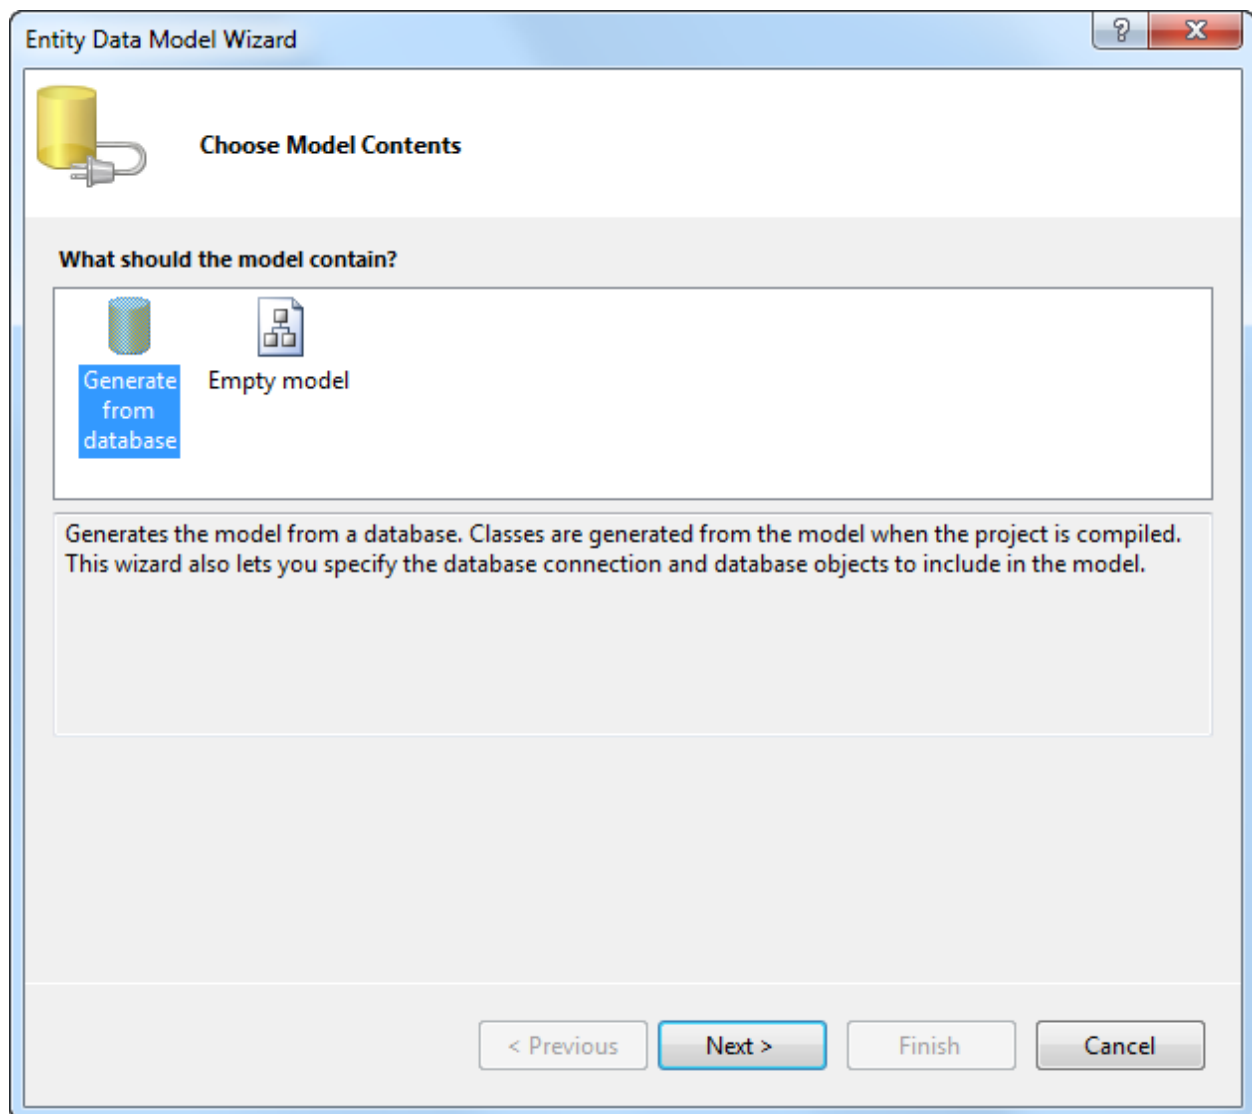 Entity Data Model Wizard
?
X
Choose Model Contents
What should the model contain?
Generate
from
database
Empty model
Generates the model from a database. Classes are generated from the model when the project is compiled.
This wizard also lets you specify the database connection and database objects to include in the model.
< Previous
Next >
Finish
Cancel